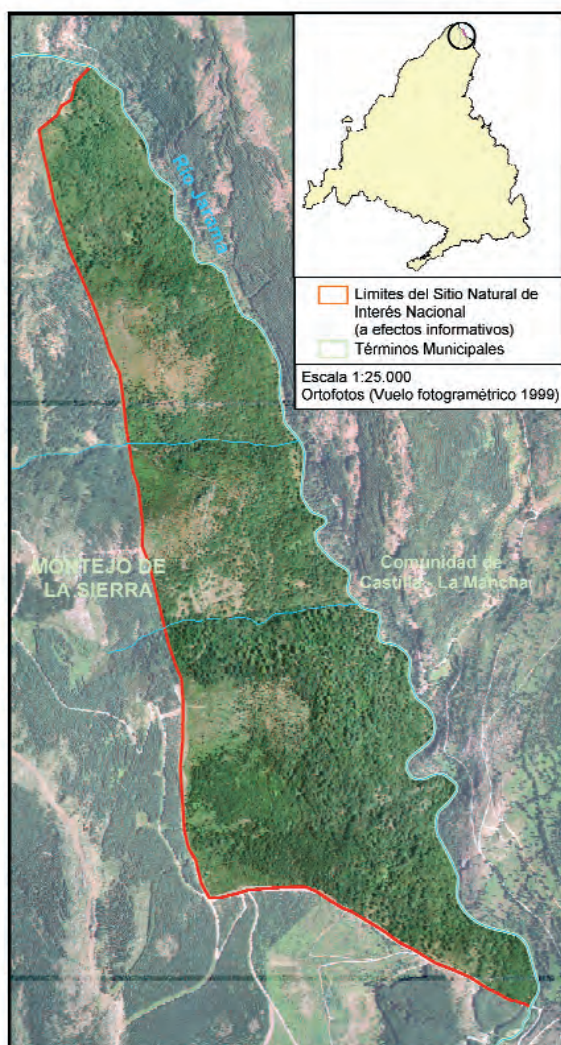 Río Jarama
Limites del Sitio Natural de
Interés Nacional
(a efectos informativos)
Términos Municipales
Escala 1:25.000
Ortofotos (Vuelo fotogramétrico 1999)
MONTEJO DE
LA SIERRA
Comunidad de
Castilla - La Mancha